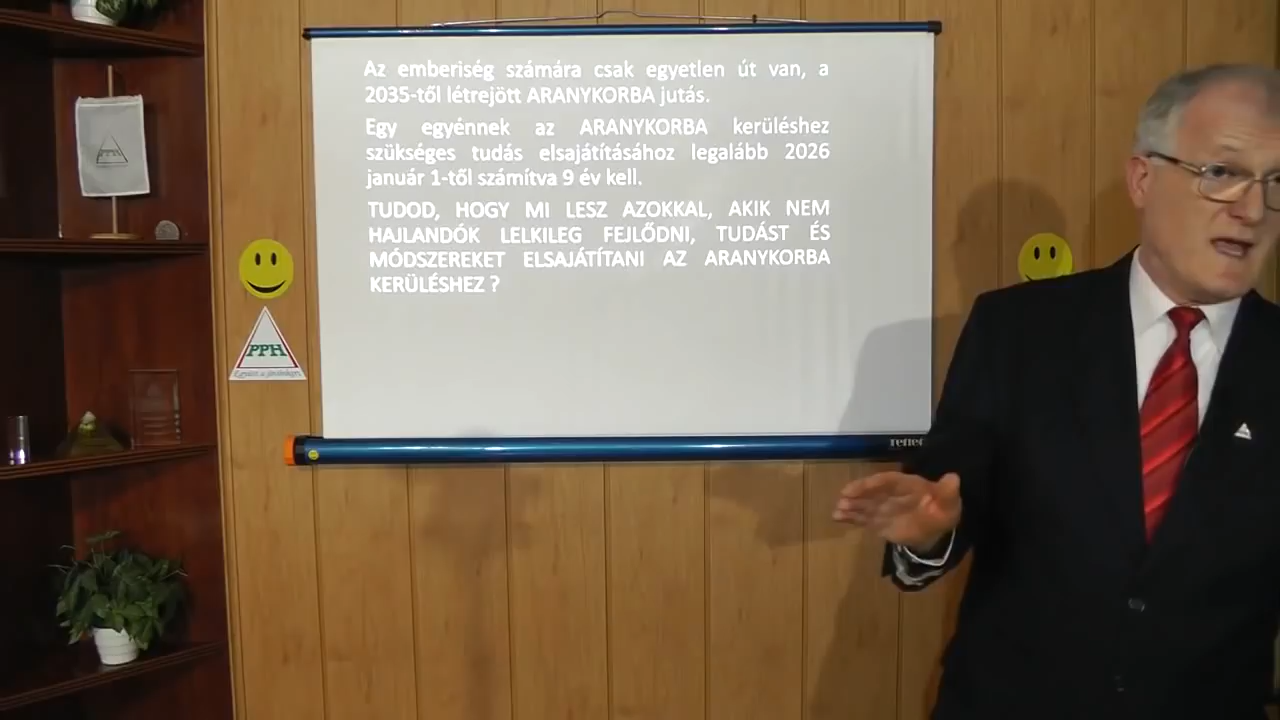 Az emberiség számára csak egyetlen út van, a
2035-től létrejött ARANYKORBA jutás.
Egy egyénnek az ARANYKORBA kerüléshez
szükséges tudás elsajátításához legalább 2026
január 1-től számítva 9 év kell.
TUDOD, HOGY MI LESZ AZOKKAL, AKIK NEM
HAJLANDÓK LELKILEG FEJLŐDNI, TUDÁST ÉS
MÓDSZEREKET ELSAJÁTÍTANI AZ ARANYKORBA
KERÜLÉSHEZ ?
PPH